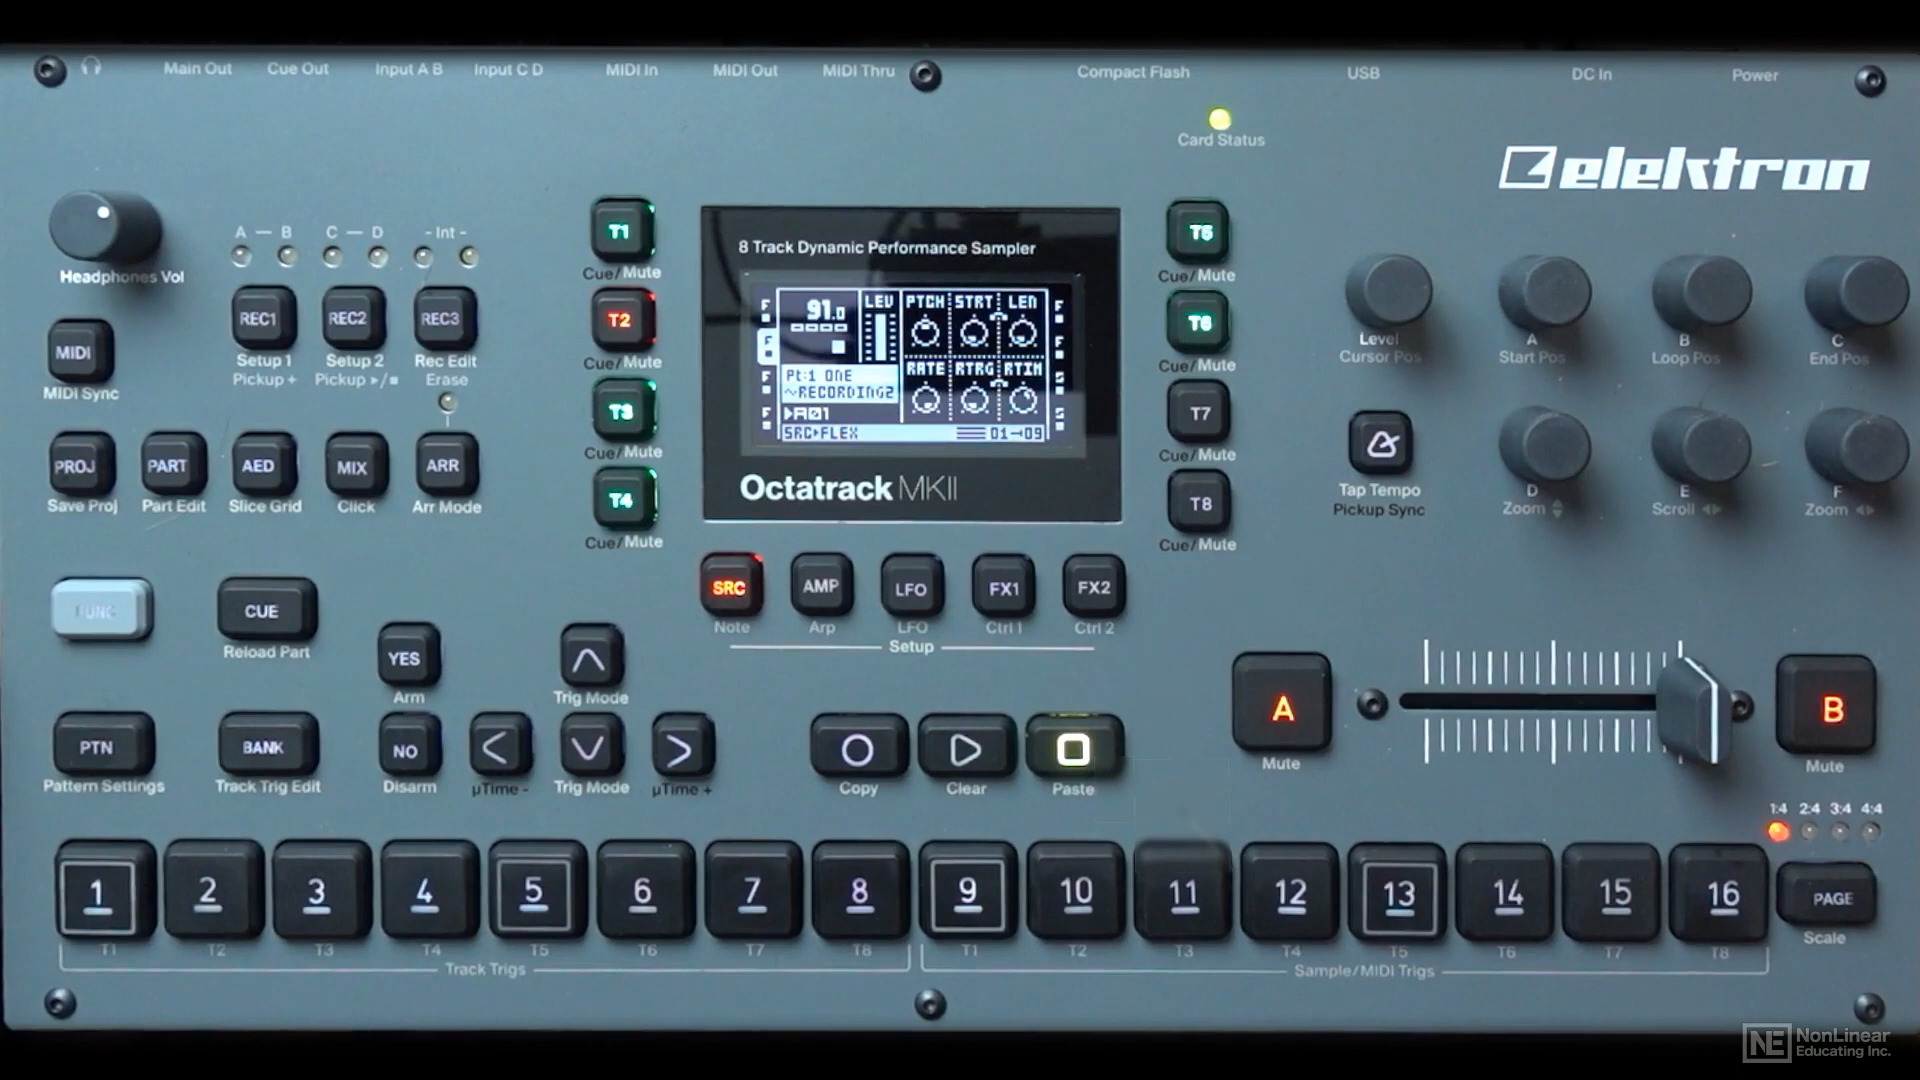 Main Out Cue Out Input A B Input C D MIDI In MIDI Out MIDI Thru Compact Flash USB DC In Power
Card Status
elektron
Headphones Vol
A — B C — D - Int -
REC1 REC2 REC3
Setup 1 Setup 2 Rec Edit
Pickup + Pickup ▸/■ Erase
MIDI
MIDI Sync
PROJ PART AED MIX ARR
Save Proj Part Edit Slice Grid Click Arr Mode
T1
Cue/Mute
T2
Cue/Mute
T3
Cue/Mute
T4
Cue/Mute
8 Track Dynamic Performance Sampler
91.0 LEV PTCH STRT LEN
RATE RTRG RTIM
Pt:1 ONE
~RECORDING2
A01
SRC▸FLEX 01→09
Octatrack MKII
T5
Cue/Mute
T6
Cue/Mute
T7
Cue/Mute
T8
Cue/Mute
Level A B C
Cursor Pos Start Pos Loop Pos End Pos
Tap Tempo
Pickup Sync
D E F
Zoom Scroll Zoom
SRC AMP LFO FX1 FX2
Note Arp LFO Ctrl 1 Ctrl 2
Setup
FUNC CUE
Reload Part
YES
Arm Trig Mode
PTN BANK NO
Pattern Settings Track Trig Edit Disarm µTime - Trig Mode µTime +
Copy Clear Paste
A B
Mute Mute
1:4 2:4 3:4 4:4
1 2 3 4 5 6 7 8 9 10 11 12 13 14 15 16 PAGE
T1 T2 T3 T4 T5 T6 T7 T8 T1 T2 T3 T4 T5 T6 T7 T8 Scale
Track Trigs Sample/MIDI Trigs
NE NonLinear
Educating Inc.